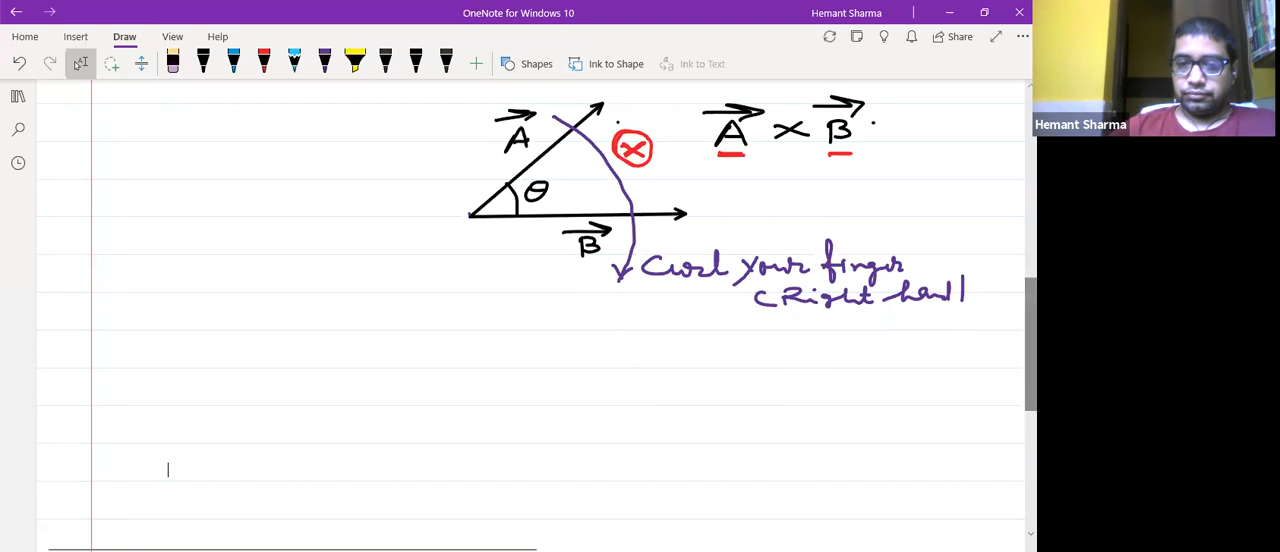 OneNote for Windows 10
Hemant Sharma
Home Insert Draw View Help
Share
Shapes Ink to Shape Ink to Text
Hemant Sharma
A
A × B
×
θ
B
Curl your finger
(Right hand)